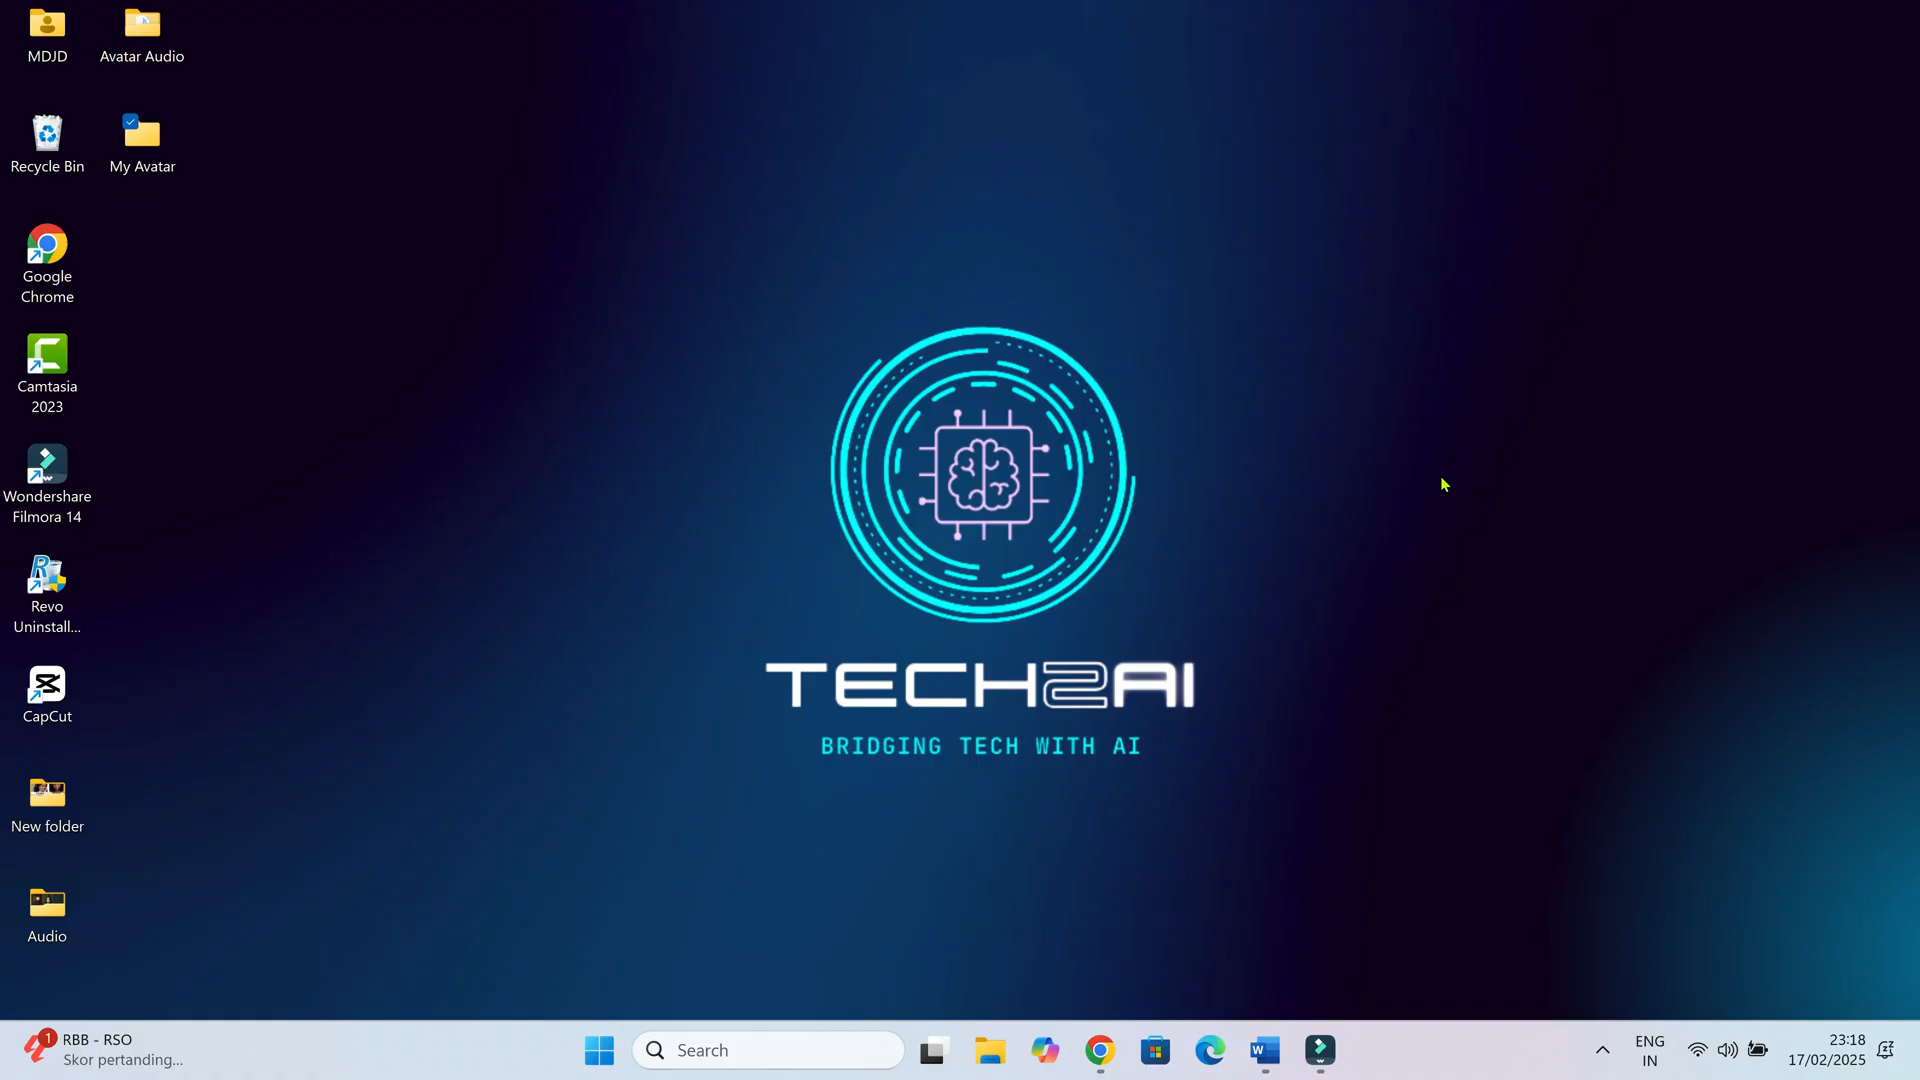 MDJD
Avatar Audio
Recycle Bin
My Avatar
Google
Chrome
Camtasia
2023
Wondershare
Filmora 14
Revo
Uninstall...
CapCut
New folder
Audio
TECH2AI
BRIDGING TECH WITH AI
1
RBB - RSO
Skor pertanding...
Search
ENG
IN
23:18
17/02/2025